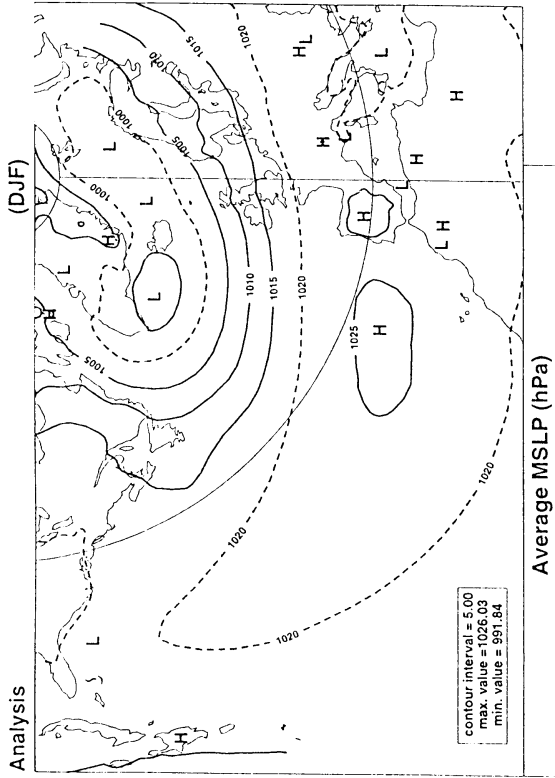 Analysis (DJF)
H
L
L
1005
1000
1000
H
L
1010
L
L
1005
1015
H
1020
1020
1010
1015
1020
1020
H L
H
L
1025
H
H
L
L
H
L H
H
1020
contour interval = 5.00
max. value = 1026.03
min. value = 991.84
Average MSLP (hPa)